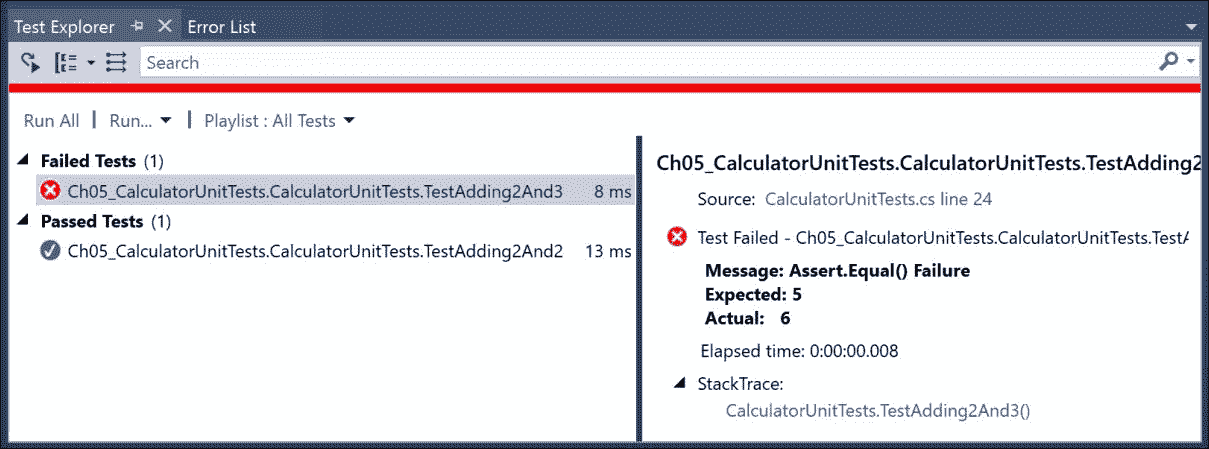 Test Explorer Error List
Search
Run All | Run... Playlist : All Tests
Failed Tests (1)
Ch05_CalculatorUnitTests.CalculatorUnitTests.TestAdding2And3 8 ms
Passed Tests (1)
Ch05_CalculatorUnitTests.CalculatorUnitTests.TestAdding2And2 13 ms
Ch05_CalculatorUnitTests.CalculatorUnitTests.TestAdding2
Source: CalculatorUnitTests.cs line 24
Test Failed - Ch05_CalculatorUnitTests.CalculatorUnitTests.TestA
Message: Assert.Equal() Failure
Expected: 5
Actual: 6
Elapsed time: 0:00:00.008
StackTrace:
CalculatorUnitTests.TestAdding2And3()